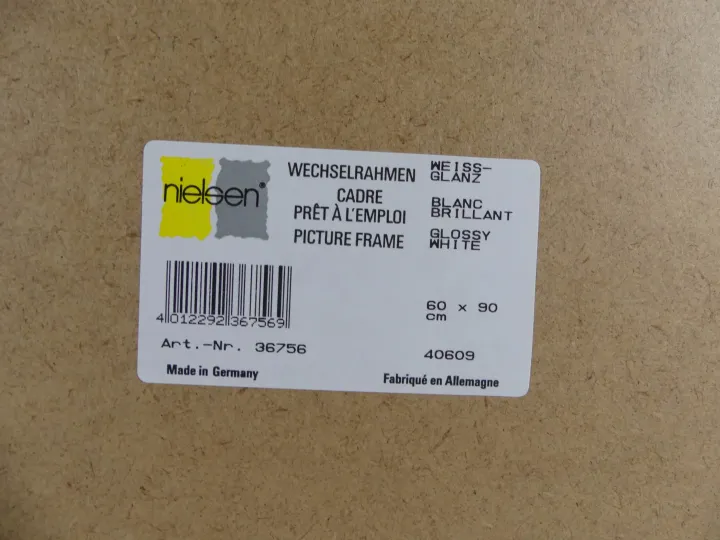 nielsen®
WECHSELRAHMEN
CADRE
PRÊT À L'EMPLOI
PICTURE FRAME
WEISS-
GLANZ
BLANC
BRILLANT
GLOSSY
WHITE
4 012292 367569
60 x 90
cm
Art.-Nr. 36756
40609
Made in Germany
Fabriqué en Allemagne